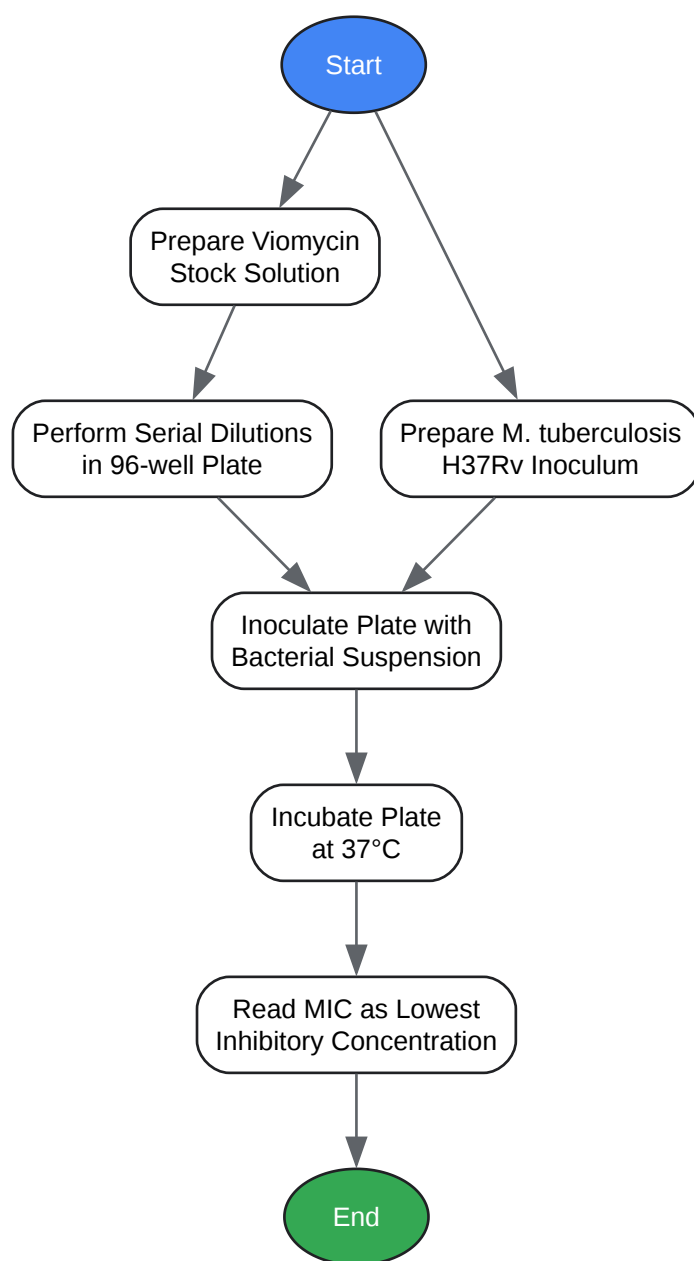 Start
Prepare Viomycin
Stock Solution
Perform Serial Dilutions
in 96-well Plate
Prepare M. tuberculosis
H37Rv Inoculum
Inoculate Plate with
Bacterial Suspension
Incubate Plate
at 37°C
Read MIC as Lowest
Inhibitory Concentration
End